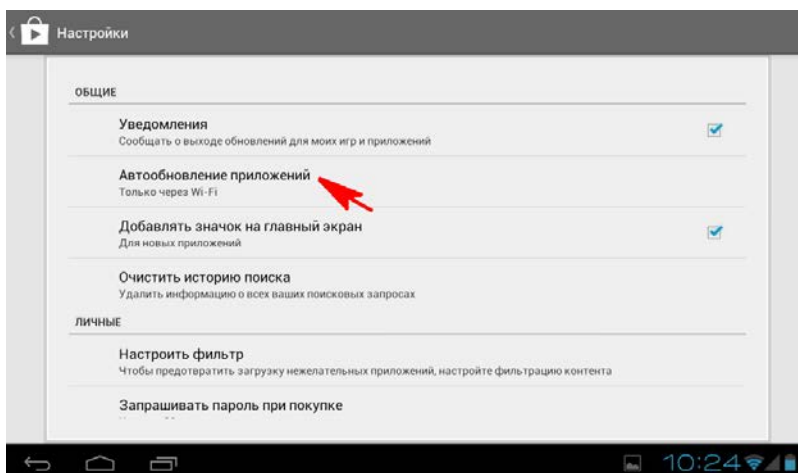 Настройки
ОБЩИЕ
Уведомления
Сообщать о выходе обновлений для моих игр и приложений
Автообновление приложений
Только через Wi-Fi
Добавлять значок на главный экран
Для новых приложений
Очистить историю поиска
Удалить информацию о всех ваших поисковых запросах
ЛИЧНЫЕ
Настроить фильтр
Чтобы предотвратить загрузку нежелательных приложений, настройте фильтрацию контента
Запрашивать пароль при покупке
10:24